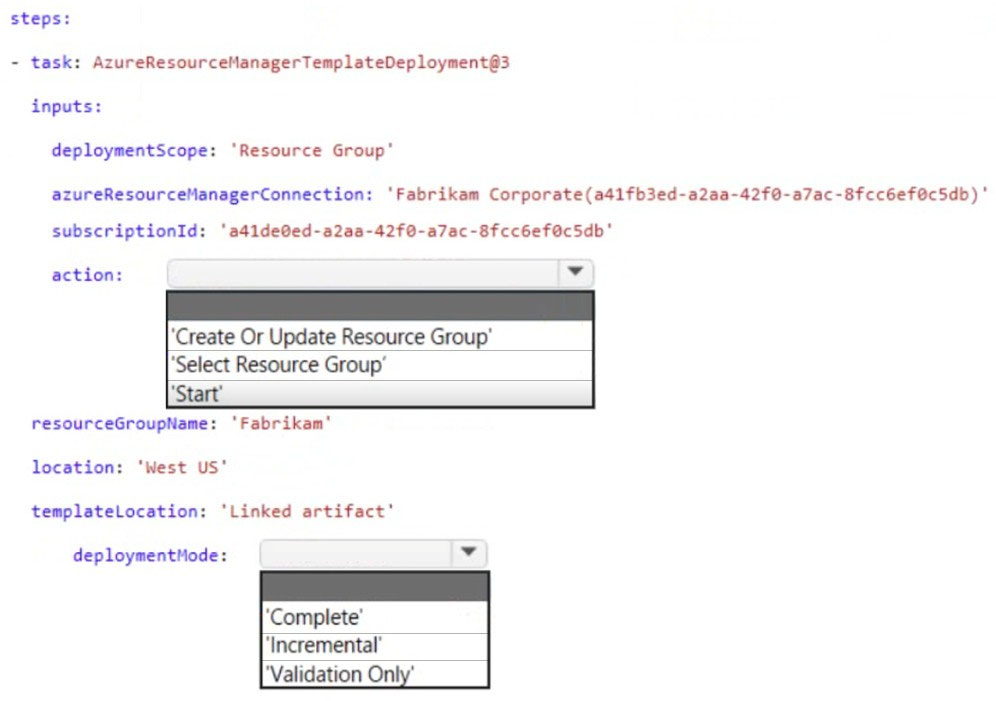 steps:
- task: AzureResourceManagerTemplateDeployment@3
inputs:
deploymentScope: 'Resource Group'
azureResourceManagerConnection: 'Fabrikam Corporate(a41fb3ed-a2aa-42f0-a7ac-8fcc6ef0c5db)'
subscriptionId: 'a41de0ed-a2aa-42f0-a7ac-8fcc6ef0c5db'
action:
'Create Or Update Resource Group'
'Select Resource Group'
'Start'
resourceGroupName: 'Fabrikam'
location: 'West US'
templateLocation: 'Linked artifact'
deploymentMode:
'Complete'
'Incremental'
'Validation Only'